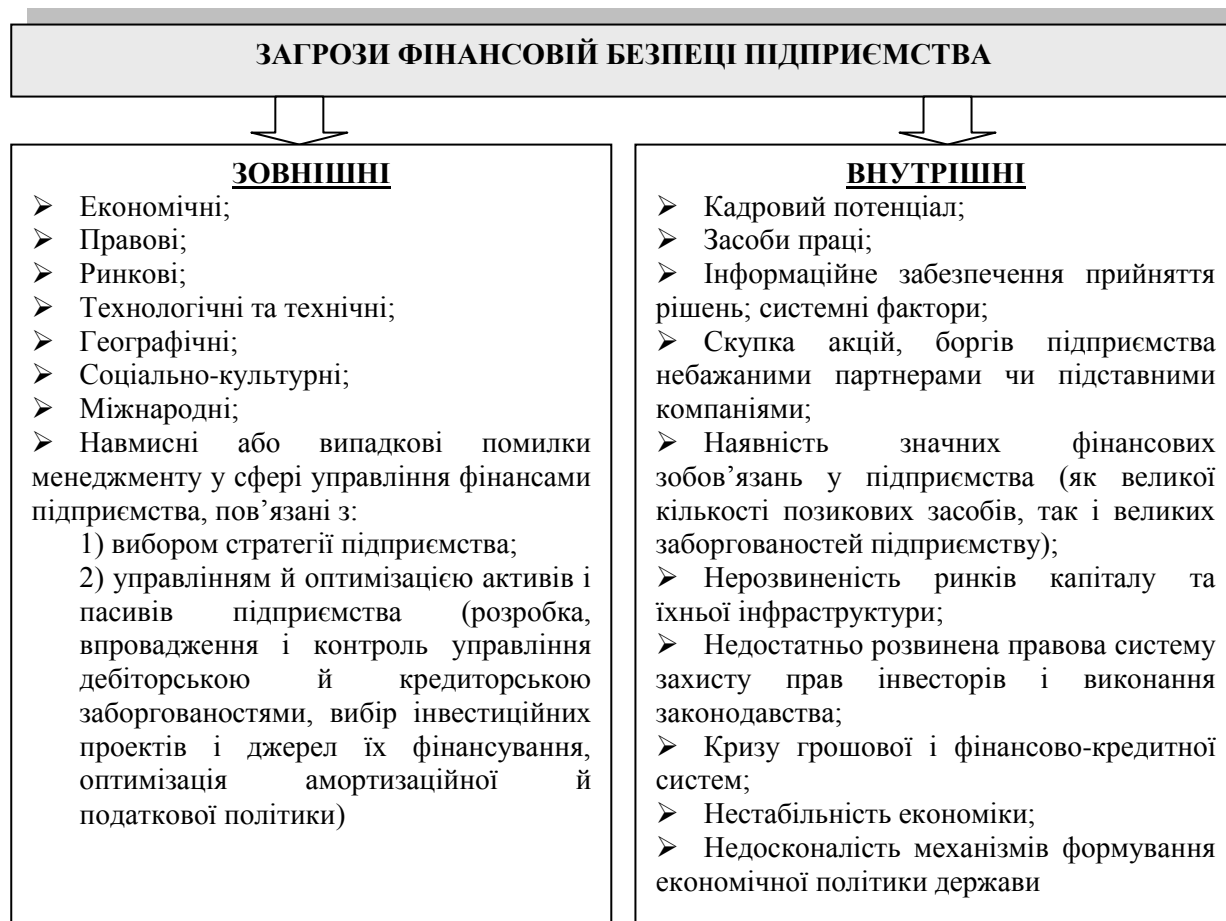 ЗАГРОЗИ ФІНАНСОВІЙ БЕЗПЕЦІ ПІДПРИЄМСТВА
ЗОВНІШНІ
➢ Економічні;
➢ Правові;
➢ Ринкові;
➢ Технологічні та технічні;
➢ Географічні;
➢ Соціально-культурні;
➢ Міжнародні;
➢ Навмисні або випадкові помилки
менеджменту у сфері управління фінансами
підприємства, пов’язані з:
1) вибором стратегії підприємства;
2) управлінням й оптимізацією активів і
пасивів підприємства (розробка,
впровадження і контроль управління
дебіторською й кредиторською
заборгованостями, вибір інвестиційних
проектів і джерел їх фінансування,
оптимізація амортизаційної й
податкової політики)
ВНУТРІШНІ
➢ Кадровий потенціал;
➢ Засоби праці;
➢ Інформаційне забезпечення прийняття
рішень; системні фактори;
➢ Скупка акцій, боргів підприємства
небажаними партнерами чи підставними
компаніями;
➢ Наявність значних фінансових
зобов’язань у підприємства (як великої
кількості позикових засобів, так і великих
заборгованостей підприємству);
➢ Нерозвиненість ринків капіталу та
їхньої інфраструктури;
➢ Недостатньо розвинена правова систему
захисту прав інвесторів і виконання
законодавства;
➢ Кризу грошової і фінансово-кредитної
систем;
➢ Нестабільність економіки;
➢ Недосконалість механізмів формування
економічної політики держави